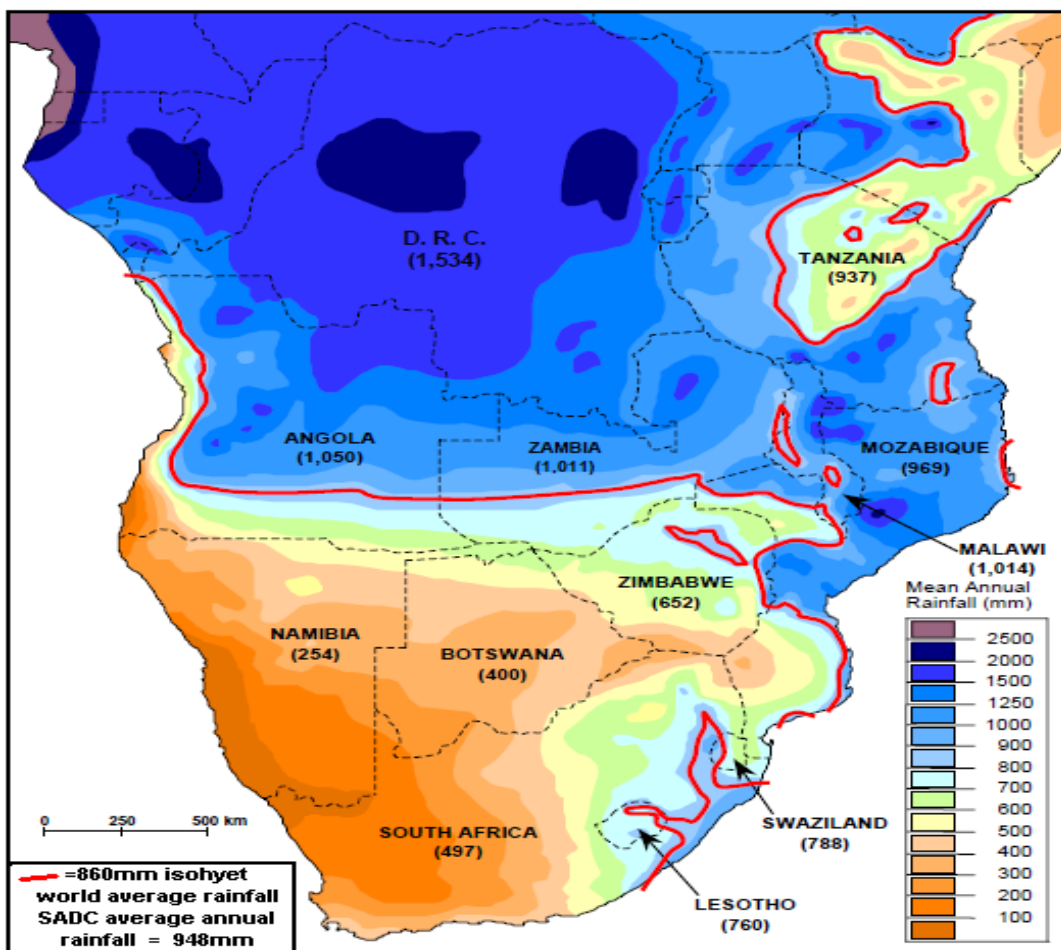 D. R. C.
(1,534)
TANZANIA
(937)
ANGOLA
(1,050)
ZAMBIA
(1,011)
MOZABIQUE
(969)
MALAWI
(1,014)
ZIMBABWE
(652)
NAMIBIA
(254)
BOTSWANA
(400)
SOUTH AFRICA
(497)
SWAZILAND
(788)
LESOTHO
(760)
Mean Annual
Rainfall (mm)
2500
2000
1500
1250
1000
900
800
700
600
500
400
300
200
100
0 250 500 km
=860mm isohyet
world average rainfall
SADC average annual
rainfall = 948mm